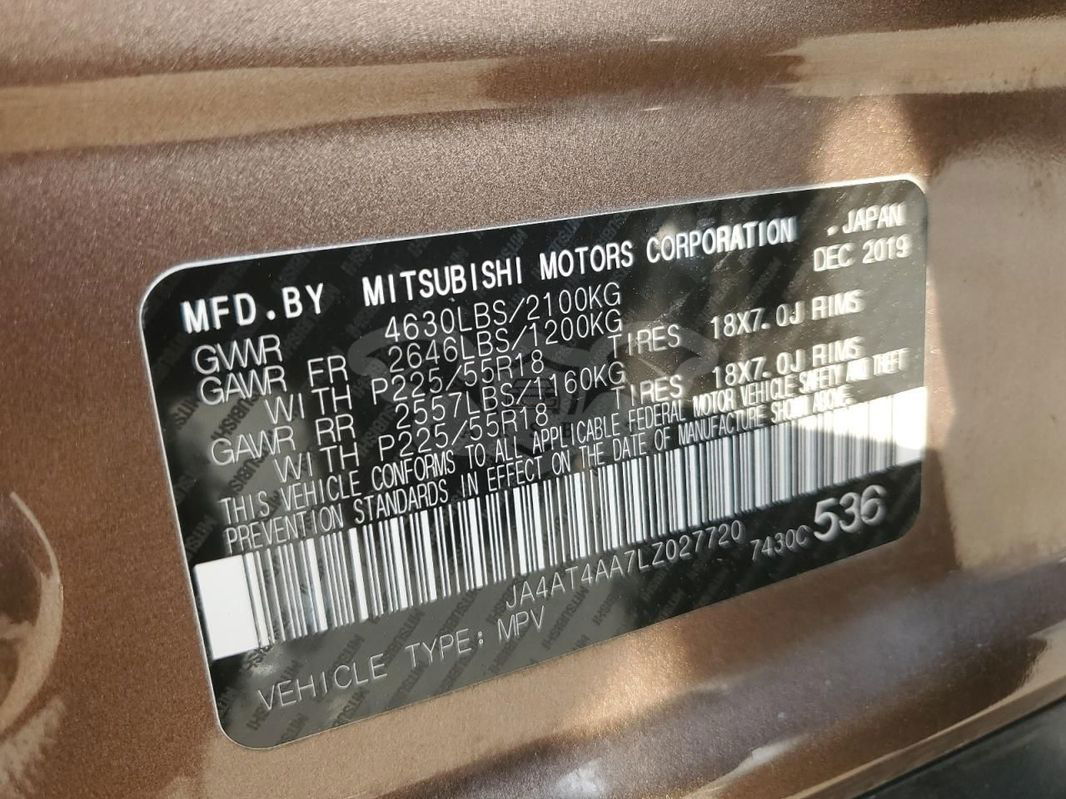 MFD.BY MITSUBISHI MOTORS CORPORATION .JAPAN
GVWR 4630LBS/2100KG DEC 2019
GAWR FR 2646LBS/1200KG
WITH P225/55R18 TIRES 18X7.0J RIMS
GAWR RR 2557LBS/1160KG
WITH P225/55R18 TIRES 18X7.0J RIMS
THIS VEHICLE CONFORMS TO ALL APPLICABLE FEDERAL MOTOR VEHICLE SAFETY AND THEFT
PREVENTION STANDARDS IN EFFECT ON THE DATE OF MANUFACTURE SHOWN ABOVE.
JA4AT4AA7LZ027720 7430C 536
VEHICLE TYPE: MPV